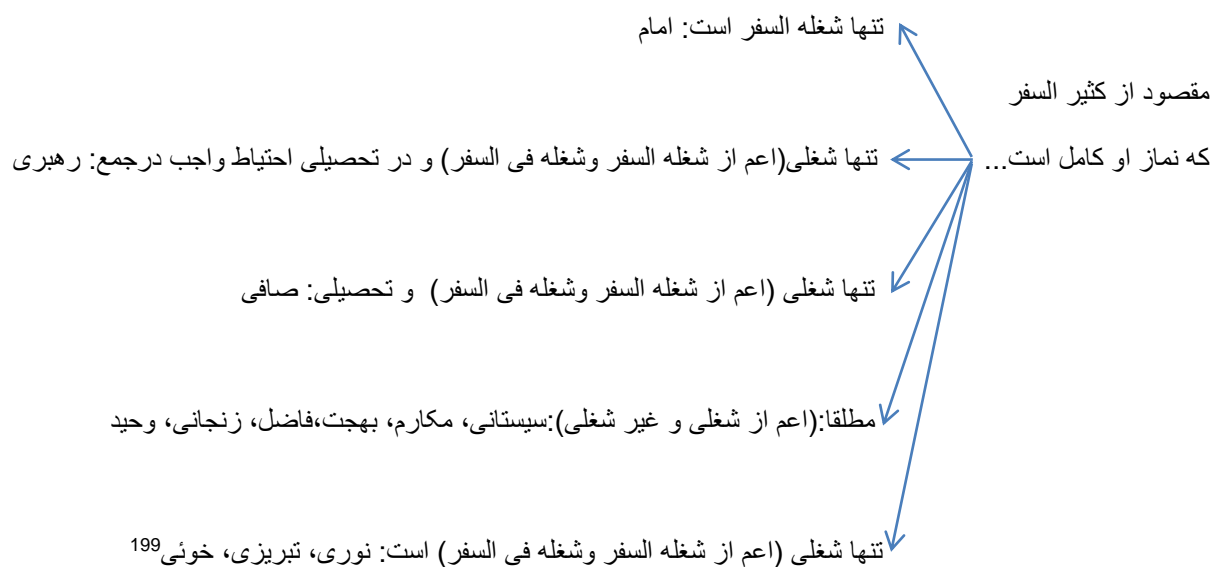 تنها شغله السفر است: امام
مقصود از کثیر السفر
که نماز او کامل است...
تنها شغلی(اعم از شغله السفر وشغله فی السفر) و در تحصیلی احتیاط واجب درجمع: رهبری
تنها شغلی (اعم از شغله السفر وشغله فی السفر) و تحصیلی: صافی
مطلقا:(اعم از شغلی و غیر شغلی):سیستانی، مکارم، بهجت،فاضل، زنجانی، وحید
تنها شغلی (اعم از شغله السفر وشغله فی السفر) است: نوری، تبریزی، خوئی199